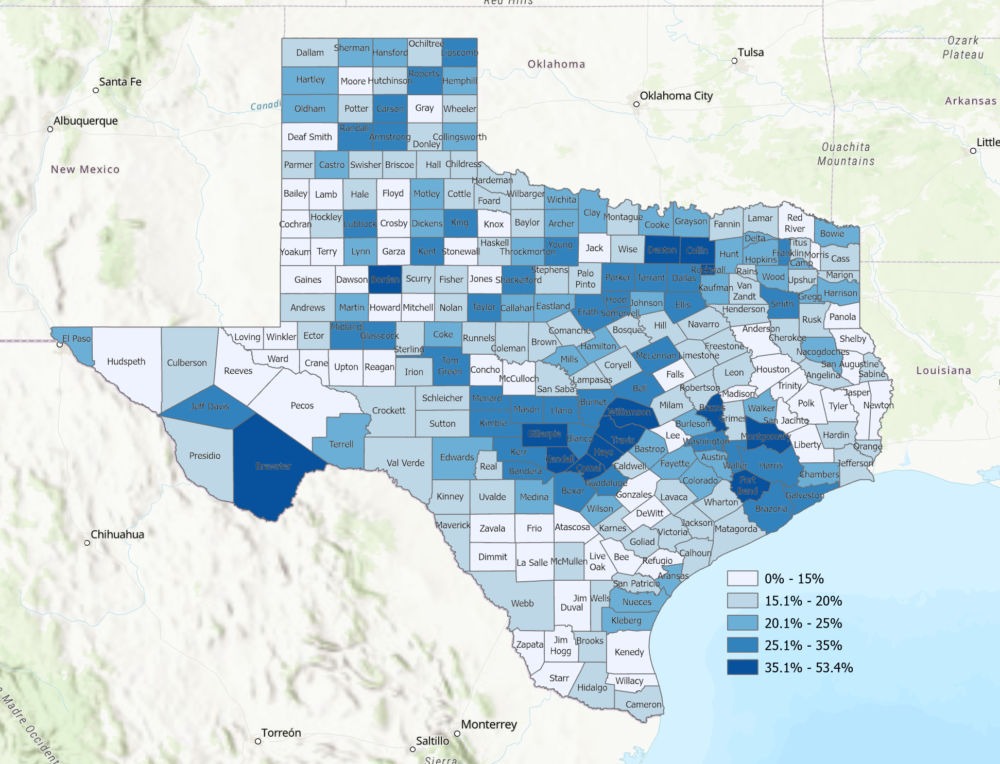 Red Hills
Ozark
Plateau
Tulsa
Oklahoma
Santa Fe
Oklahoma City
Arkansas
Canadi
Albuquerque
Little
Ouachita
Mountains
New Mexico
Dallam
Sherman
Hansford
Ochiltree
Lipscomb
Hartley
Moore
Hutchinson
Roberts
Hemphill
Oldham
Potter
Carson
Gray
Wheeler
Deaf Smith
Randall
Armstrong
Donley
Collingsworth
Parmer
Castro
Swisher
Briscoe
Hall
Childress
Hardeman
Bailey
Lamb
Hale
Floyd
Motley
Cottle
Foard
Wilbarger
Wichita
Clay
Montague
Cooke
Grayson
Fannin
Lamar
Red
River
Bowie
Cochran
Hockley
Lubbock
Crosby
Dickens
King
Knox
Baylor
Archer
Yoakum
Terry
Lynn
Garza
Kent
Stonewall
Haskell
Throckmorton
Young
Jack
Wise
Denton
Collin
Hunt
Delta
Hopkins
Franklin
Titus
Morris
Camp
Cass
Gaines
Dawson
Borden
Scurry
Fisher
Jones
Shackelford
Stephens
Palo
Pinto
Parker
Tarrant
Dallas
Rockwall
Kaufman
Rains
Van
Zandt
Wood
Upshur
Marion
Gregg
Harrison
Andrews
Martin
Howard
Mitchell
Nolan
Taylor
Callahan
Eastland
Erath
Hood
Somervell
Johnson
Ellis
Henderson
Smith
Rusk
Panola
El Paso
Hudspeth
Culberson
Loving
Winkler
Ector
Midland
Glasscock
Sterling
Coke
Runnels
Coleman
Brown
Comanche
Hamilton
Bosque
Hill
Navarro
Anderson
Cherokee
Shelby
Nacogdoches
Reeves
Ward
Crane
Upton
Reagan
Irion
Tom
Green
Concho
McCulloch
San Saba
Mills
Lampasas
Coryell
McLennan
Limestone
Freestone
Falls
Leon
Houston
San Augustine
Sabine
Angelina
Louisiana
Jeff Davis
Pecos
Crockett
Schleicher
Sutton
Menard
Mason
Llano
Burnet
Bell
Milam
Robertson
Madison
Trinity
Polk
Tyler
Jasper
Newton
Kimble
Gillespie
Blanco
Williamson
Travis
Burleson
Brazos
Grimes
Walker
San Jacinto
Hardin
Presidio
Brewster
Terrell
Val Verde
Edwards
Real
Kerr
Bandera
Kendall
Comal
Hays
Bastrop
Lee
Washington
Montgomery
Liberty
Orange
Jefferson
Caldwell
Fayette
Austin
Waller
Harris
Chambers
Kinney
Uvalde
Medina
Bexar
Guadalupe
Gonzales
Lavaca
Colorado
Wharton
Fort
Bend
Brazoria
Galveston
Wilson
DeWitt
Maverick
Zavala
Frio
Atascosa
Karnes
Goliad
Victoria
Jackson
Matagorda
Calhoun
Chihuahua
Dimmit
La Salle
McMullen
Live
Oak
Bee
Refugio
Aransas
San Patricio
Webb
Duval
Jim
Wells
Nueces
Kleberg
Zapata
Jim
Hogg
Brooks
Kenedy
Starr
Hidalgo
Willacy
Cameron
0% - 15%
15.1% - 20%
20.1% - 25%
25.1% - 35%
35.1% - 53.4%
Madre Occident
Torreón
Monterrey
Saltillo
Sierra